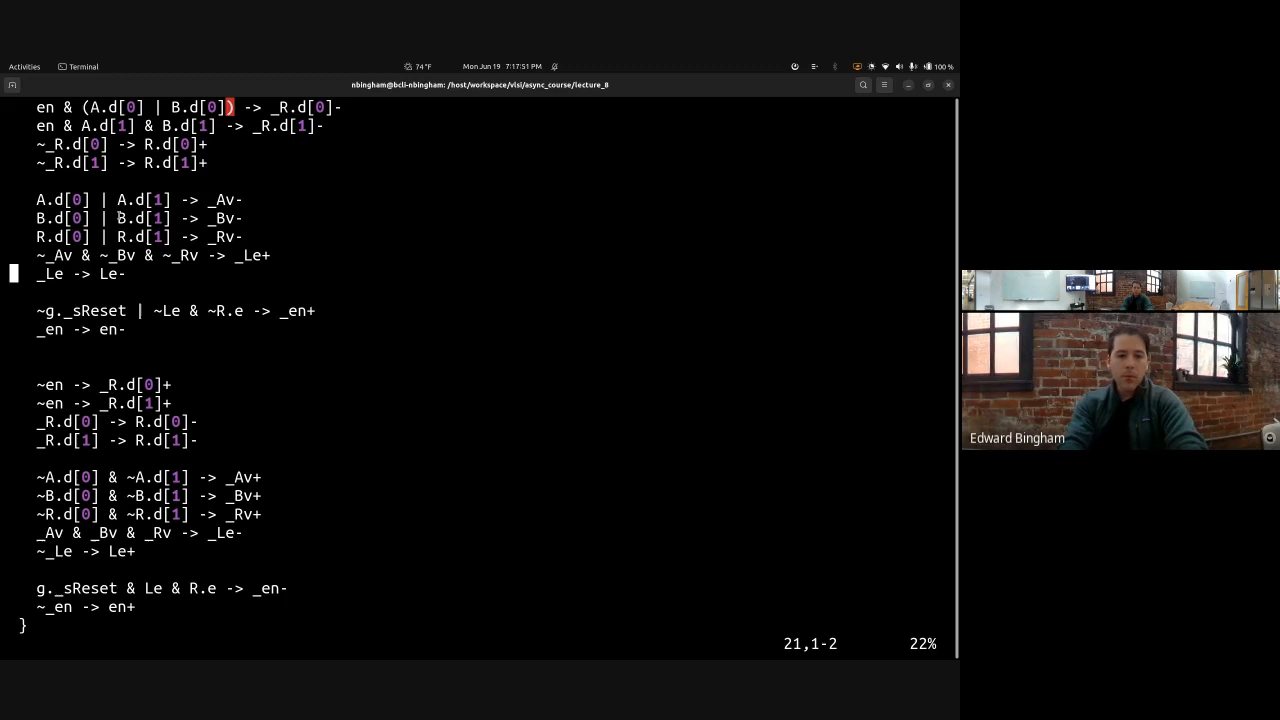 Activities Terminal 74 °F Mon Jun 19 7:17:51 PM 100 %
nbingham@bcli-nbingham: /host/workspace/vlsi/async_course/lecture_8
en & (A.d[0] | B.d[0]) -> _R.d[0]-
en & A.d[1] & B.d[1] -> _R.d[1]-
~_R.d[0] -> R.d[0]+
~_R.d[1] -> R.d[1]+
A.d[0] | A.d[1] -> _Av-
B.d[0] | B.d[1] -> _Bv-
R.d[0] | R.d[1] -> _Rv-
~_Av & ~_Bv & ~_Rv -> _Le+
_Le -> Le-
~g._sReset | ~Le & ~R.e -> _en+
_en -> en-
~en -> _R.d[0]+
~en -> _R.d[1]+
_R.d[0] -> R.d[0]-
_R.d[1] -> R.d[1]-
~A.d[0] & ~A.d[1] -> _Av+
~B.d[0] & ~B.d[1] -> _Bv+
~R.d[0] & ~R.d[1] -> _Rv+
_Av & _Bv & _Rv -> _Le-
~_Le -> Le+
g._sReset & Le & R.e -> _en-
~_en -> en+
}
21,1-2 22%
Edward Bingham